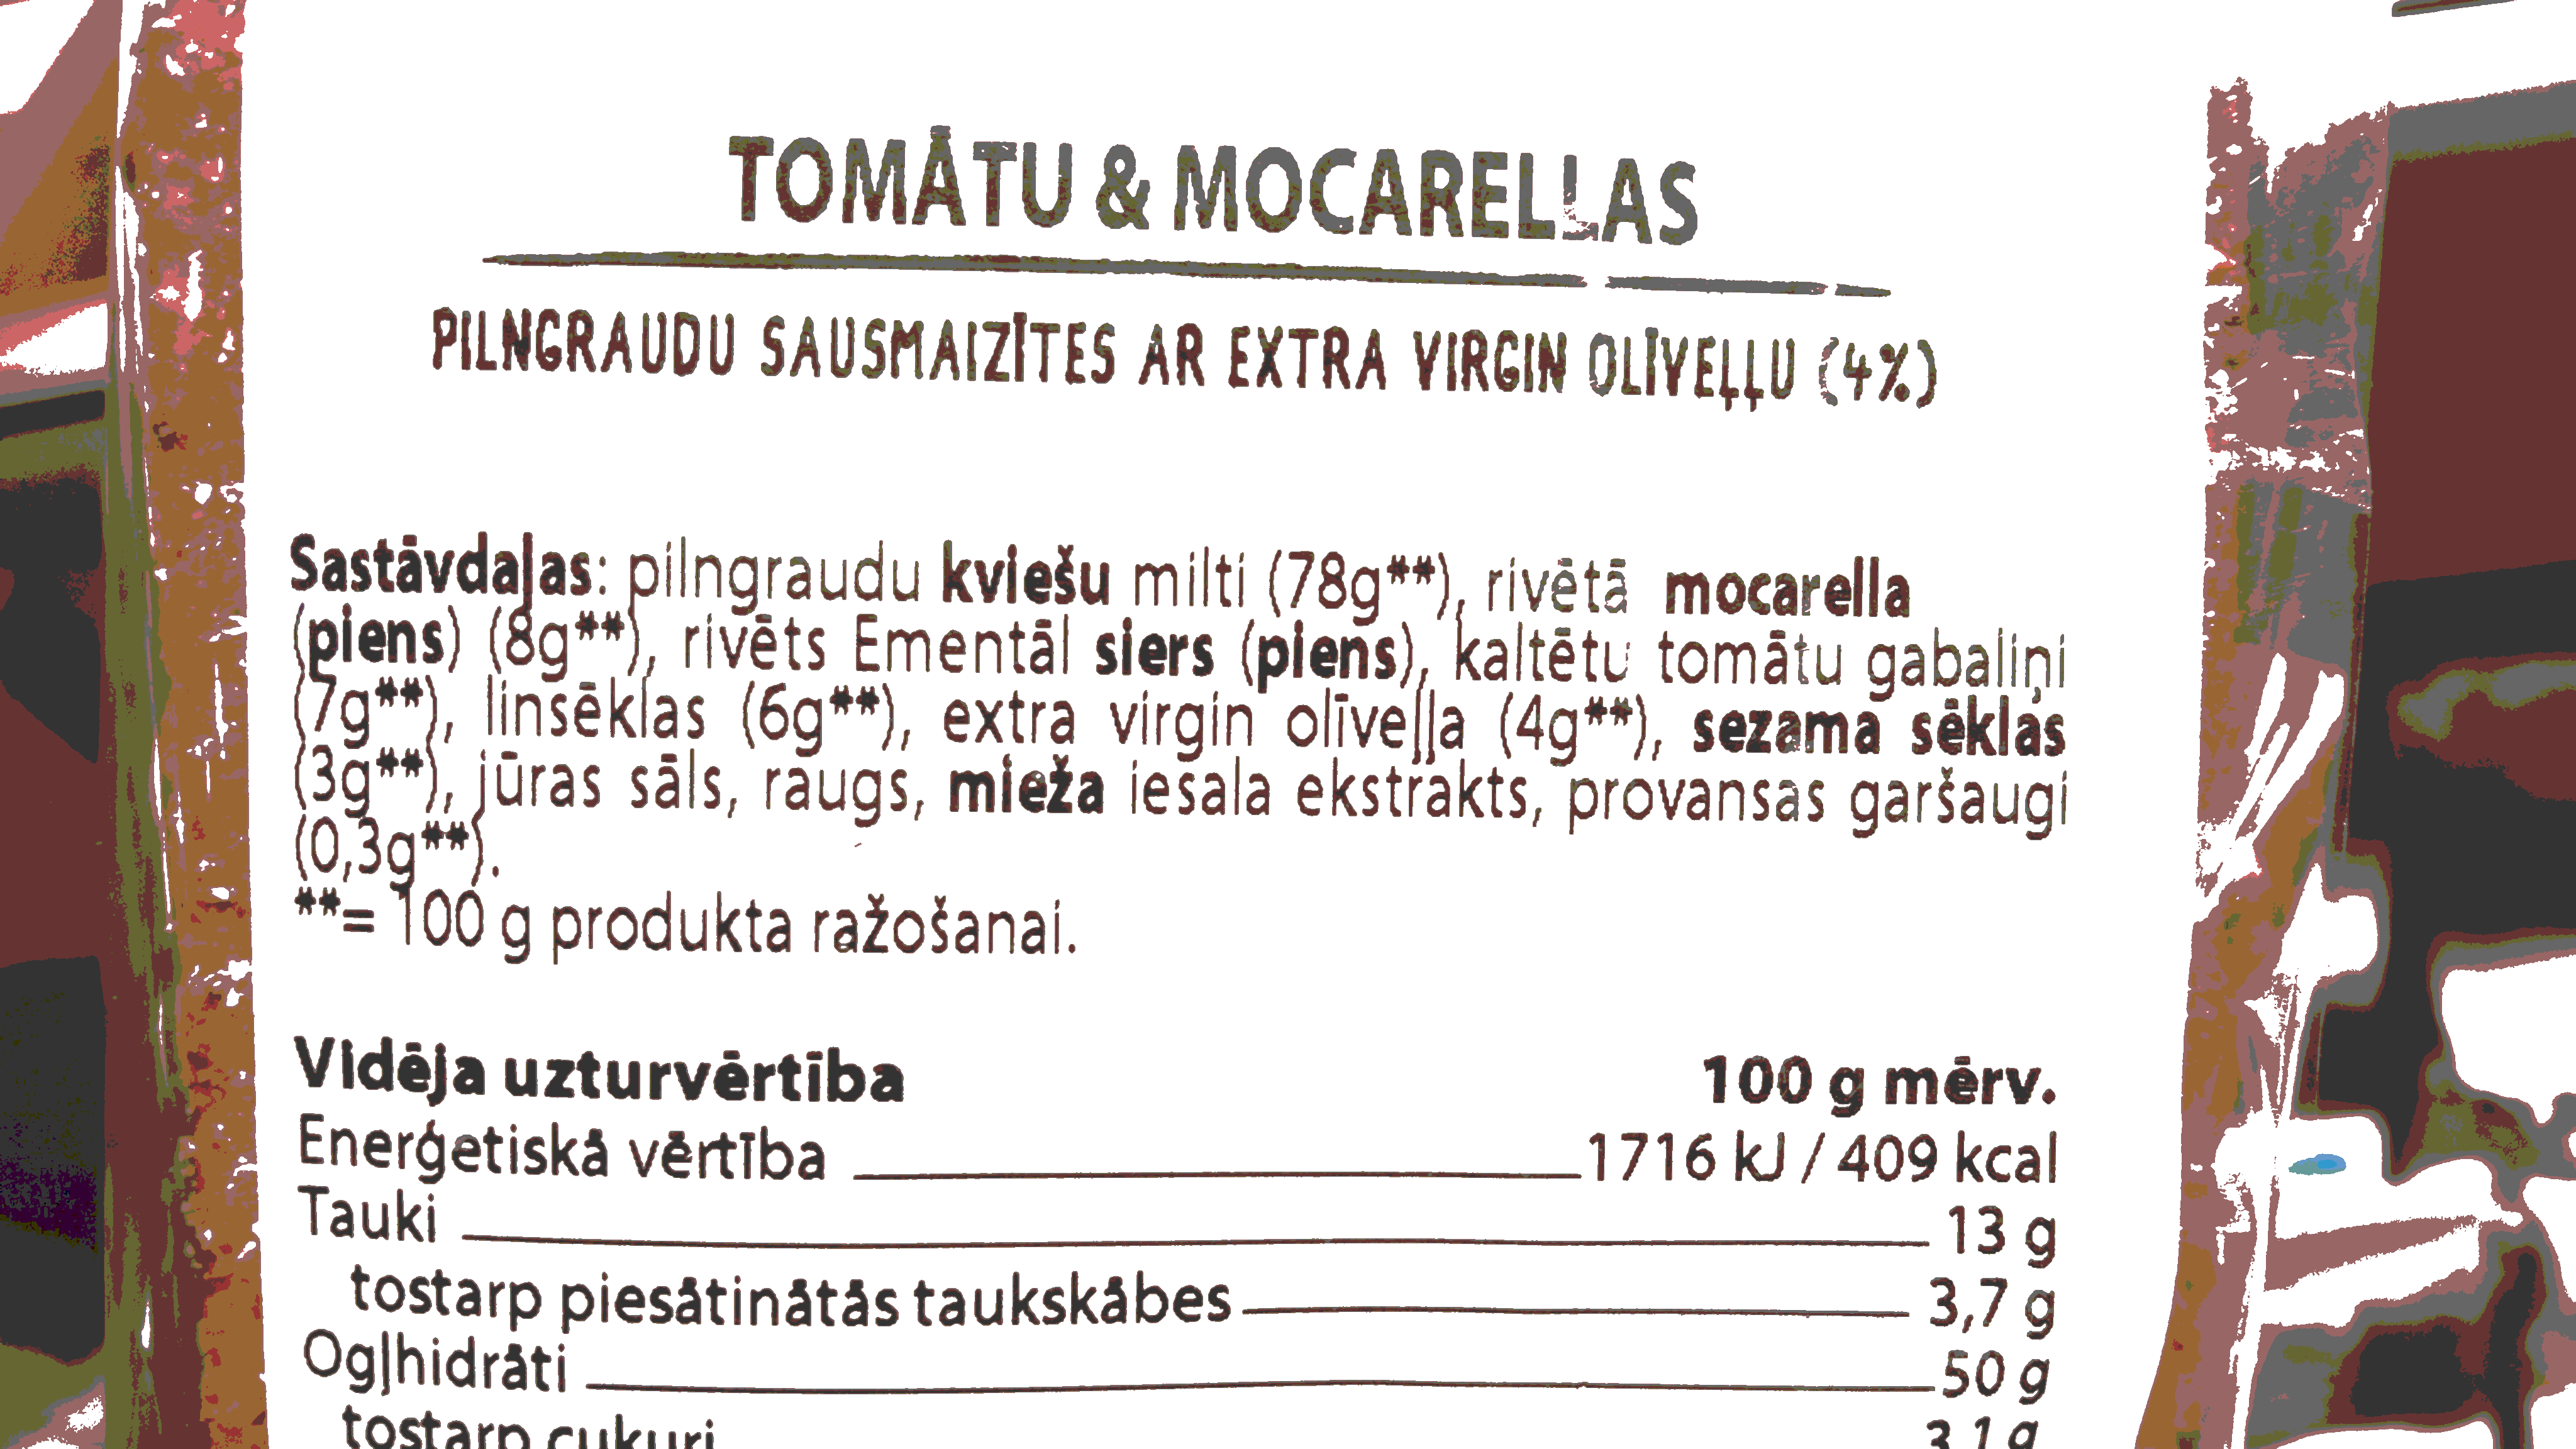 TOMĀTU & MOCARELLAS
PILNGRAUDU SAUSMAIZĪTES AR EXTRA VIRGIN OLĪVEĻĻU (4%)
Sastāvdaļas: pilngraudu kviešu milti (78g**), rivētā mocarella
(piens) (8g**), rivēts Ementāl siers (piens), kaltētu tomātu gabaliņi
(7g**), linsēklas (6g**), extra virgin olīveļļa (4g**), sezama sēklas
(3g**), jūras sāls, raugs, mieža iesala ekstrakts, provansas garšaugi
(0,3g**).
**= 100 g produkta ražošanai.
Vidēja uzturvērtība 100 g mērv.
Enerģetiskā vērtība 1716 kJ / 409 kcal
Tauki 13 g
tostarp piesātinātās taukskābes 3,7 g
Ogļhidrāti 50 g
tostarp cukuri 3,1 g